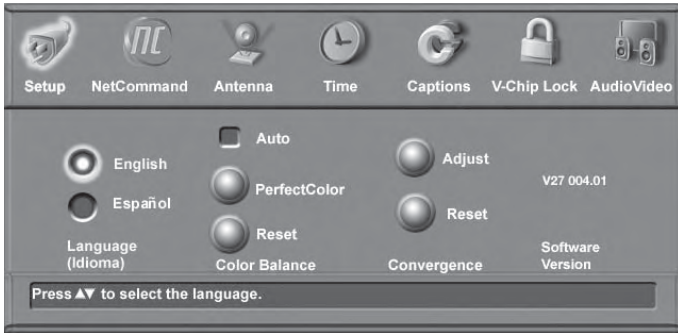 Setup NetCommand Antenna Time Captions V-Chip Lock AudioVideo
English
Español
Language
(Idioma)
Auto
PerfectColor
Reset
Color Balance
Adjust
Reset
Convergence
V27 004.01
Software
Version
Press ▲▼ to select the language.